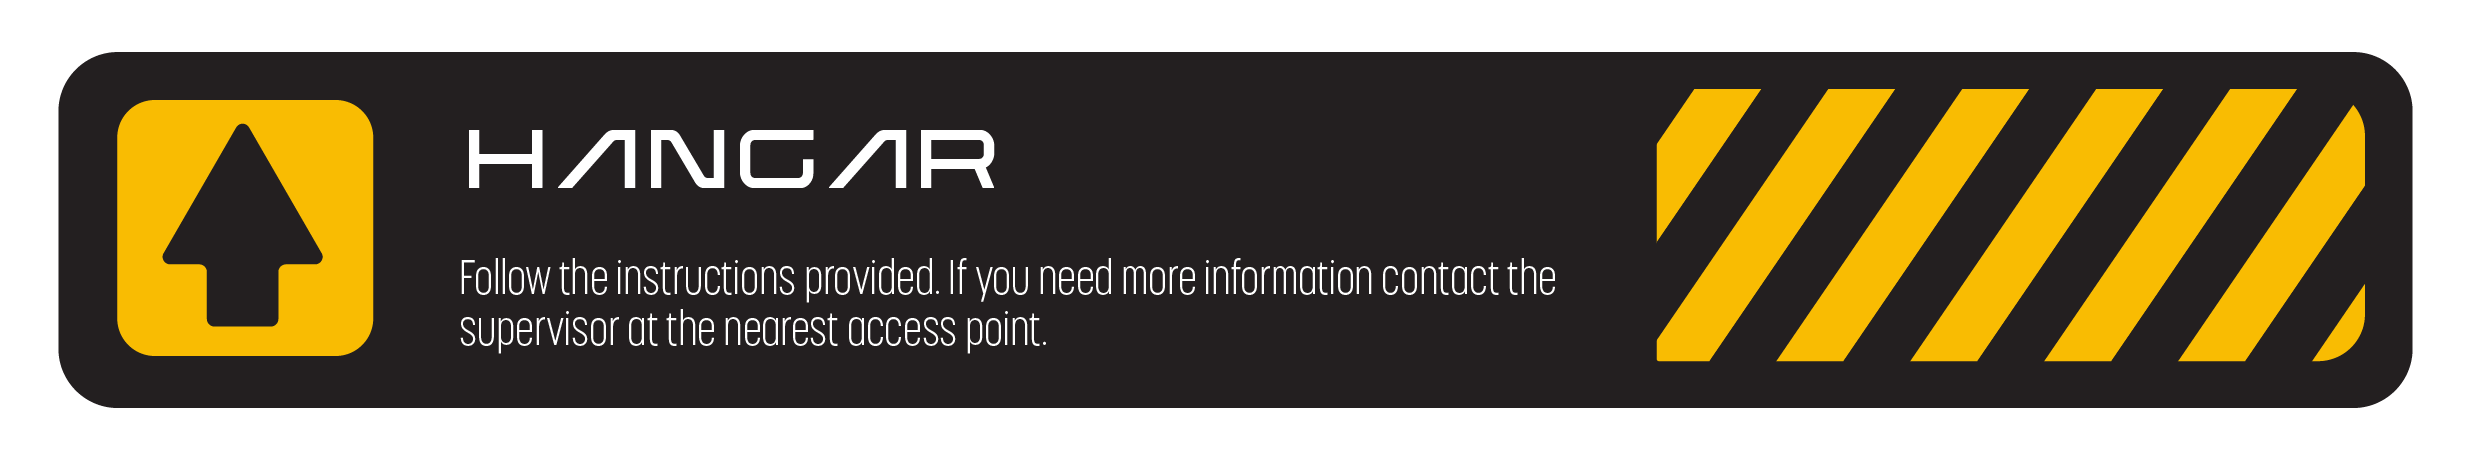 HANGAR
Follow the instructions provided. If you need more information contact the
supervisor at the nearest access point.